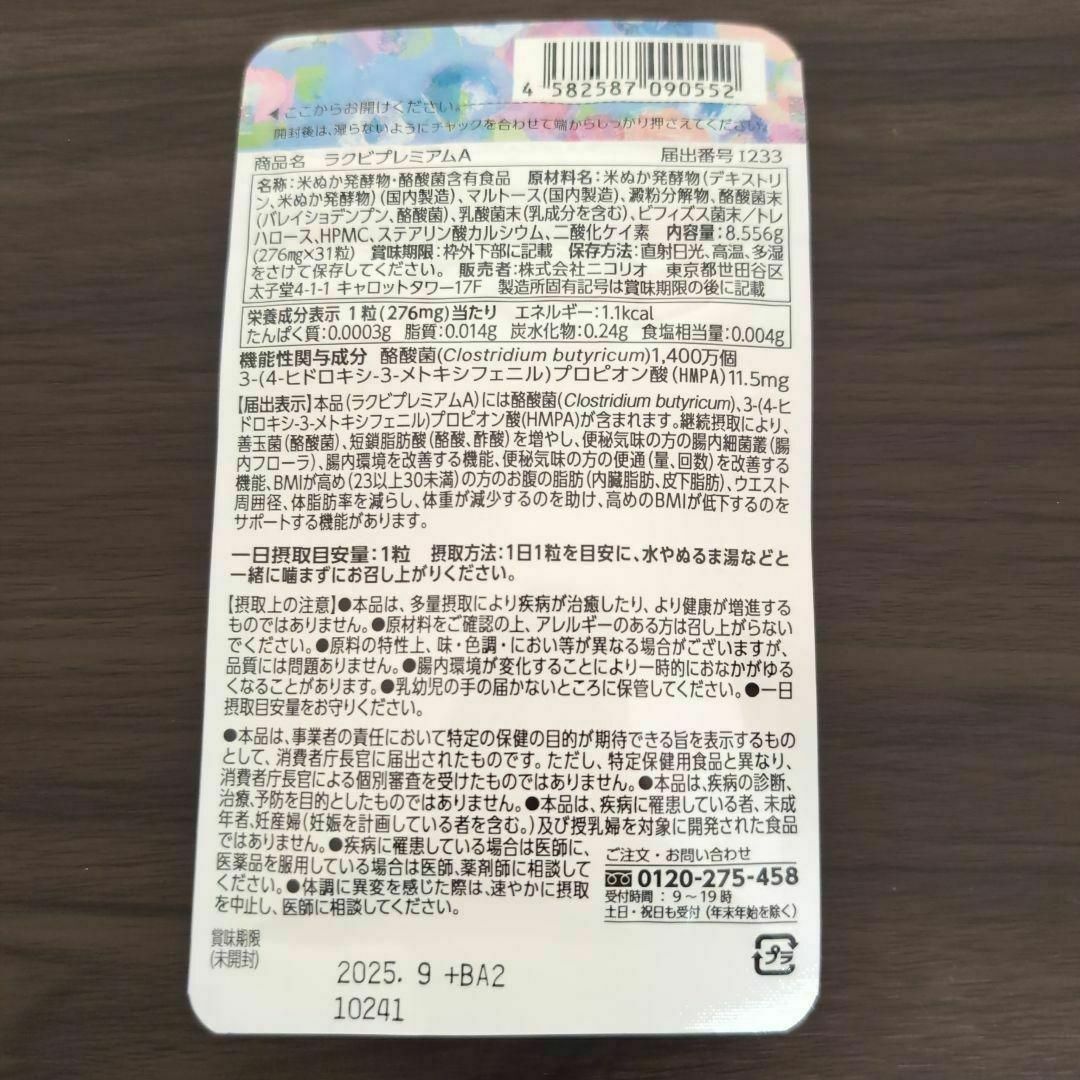 4 582587 090552
◀ここからお開けください。
開封後は、湿らないようにチャックを合わせて端からしっかり押さえてください。
商品名 ラクビプレミアムA 届出番号 I233
名称：米ぬか発酵物・酪酸菌含有食品 原材料名：米ぬか発酵物（デキストリ
ン、米ぬか発酵物）（国内製造）、マルトース（国内製造）、澱粉分解物、酪酸菌末
（バレイショデンプン、酪酸菌）、乳酸菌末（乳成分を含む）、ビフィズス菌末／トレ
ハロース、HPMC、ステアリン酸カルシウム、二酸化ケイ素 内容量：8.556g
（276mg×31粒） 賞味期限：枠外下部に記載 保存方法：直射日光、高温、多湿
をさけて保存してください。 販売者：株式会社ニコリオ 東京都世田谷区
太子堂4-1-1 キャロットタワー17F 製造所固有記号は賞味期限の後に記載
栄養成分表示 1粒（276mg）当たり エネルギー：1.1kcal
たんぱく質：0.0003g 脂質：0.014g 炭水化物：0.24g 食塩相当量：0.004g
機能性関与成分 酪酸菌（Clostridium butyricum）1,400万個
3-（4-ヒドロキシ-3-メトキシフェニル）プロピオン酸（HMPA）11.5mg
【届出表示】本品（ラクビプレミアムA）には酪酸菌（Clostridium butyricum）、3-（4-ヒ
ドロキシ-3-メトキシフェニル）プロピオン酸（HMPA）が含まれます。継続摂取により、
善玉菌（酪酸菌）、短鎖脂肪酸（酪酸、酢酸）を増やし、便秘気味の方の腸内細菌叢（腸
内フローラ）、腸内環境を改善する機能、便秘気味の方の便通（量、回数）を改善する
機能、BMIが高め（23以上30未満）の方のお腹の脂肪（内臓脂肪、皮下脂肪）、ウエスト
周囲径、体脂肪率を減らし、体重が減少するのを助け、高めのBMIが低下するのを
サポートする機能があります。
一日摂取目安量：1粒 摂取方法：1日1粒を目安に、水やぬるま湯などと
一緒に噛まずにお召し上がりください。
【摂取上の注意】●本品は、多量摂取により疾病が治癒したり、より健康が増進する
ものではありません。●原材料をご確認の上、アレルギーのある方は召し上がらない
でください。●原料の特性上、味・色調・におい等が異なる場合がございますが、
品質には問題ありません。●腸内環境が変化することにより一時的におなかがゆる
くなることがあります。●乳幼児の手の届かないところに保管してください。●一日
摂取目安量をお守りください。
●本品は、事業者の責任において特定の保健の目的が期待できる旨を表示するもの
として、消費者庁長官に届出されたものです。ただし、特定保健用食品と異なり、
消費者庁長官による個別審査を受けたものではありません。●本品は、疾病の診断、
治療、予防を目的としたものではありません。●本品は、疾病に罹患している者、未成
年者、妊産婦（妊娠を計画している者を含む。）及び授乳婦を対象に開発された食品
ではありません。●疾病に罹患している場合は医師に、
医薬品を服用している場合は医師、薬剤師に相談して
ください。●体調に異変を感じた際は、速やかに摂取
を中止し、医師に相談してください。
ご注文・お問い合わせ
0120-275-458
受付時間：9～19時
土日・祝日も受付（年末年始を除く）
賞味期限
（未開封）
2025. 9 +BA2
10241
プラ